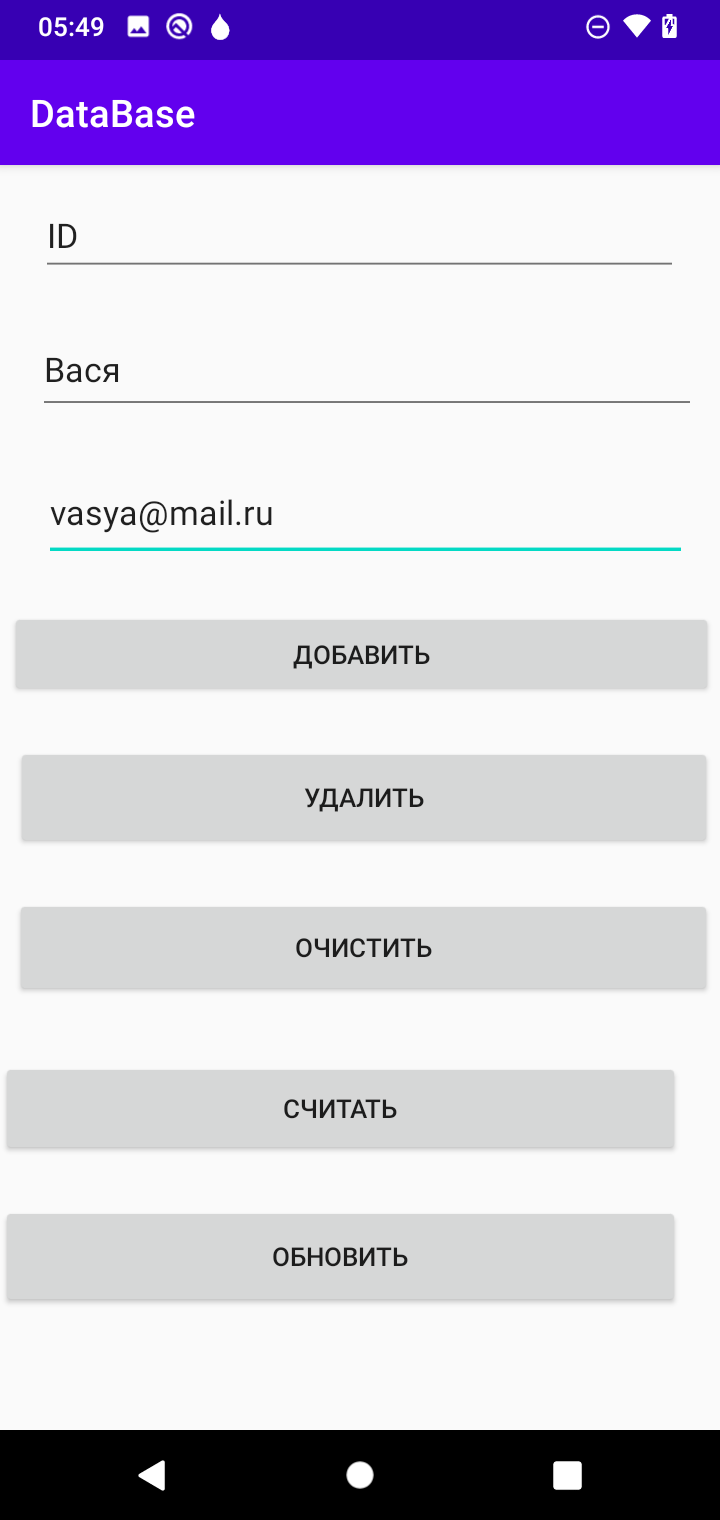 05:49
DataBase
ID
Вася
vasya@mail.ru
ДОБАВИТЬ
УДАЛИТЬ
ОЧИСТИТЬ
СЧИТАТЬ
ОБНОВИТЬ